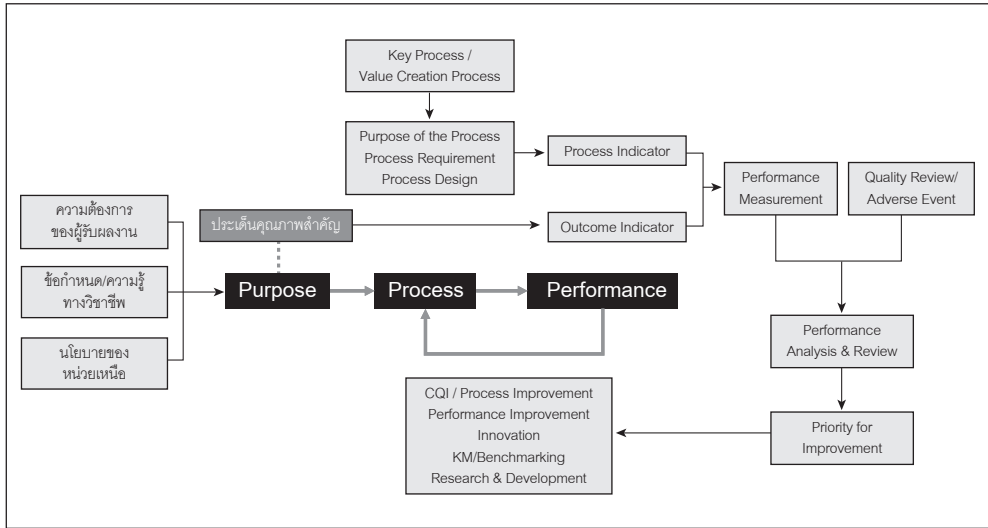 Key Process /
Value Creation Process
Purpose of the Process
Process Requirement
Process Design
Process Indicator
Performance
Measurement
Quality Review/
Adverse Event
ความต้องการ
ของผู้รับผลงาน
ประเด็นคุณภาพสำคัญ
Outcome Indicator
ข้อกำหนด/ความรู้
ทางวิชาชีพ
Purpose
Process
Performance
นโยบายของ
หน่วยเหนือ
Performance
Analysis & Review
CQI / Process Improvement
Performance Improvement
Innovation
KM/Benchmarking
Research & Development
Priority for
Improvement